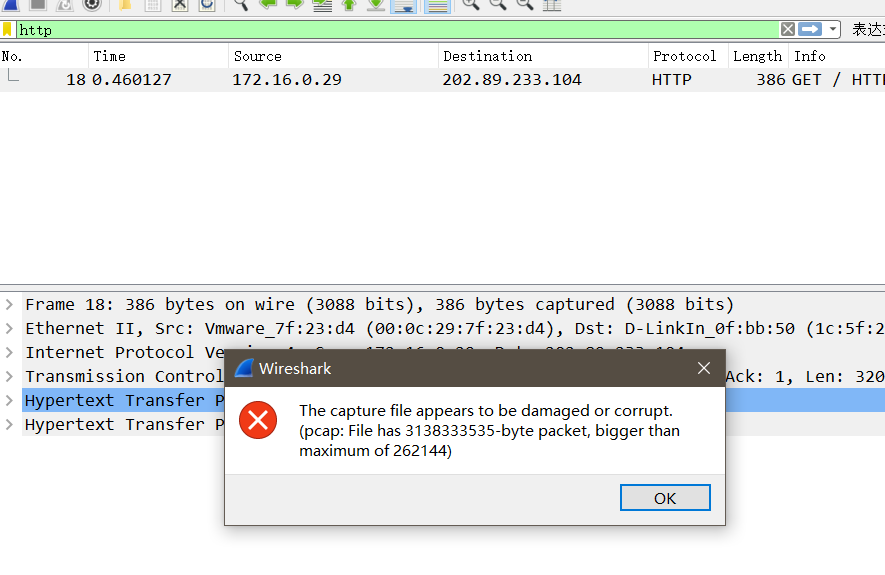 http
表达
No. Time Source Destination Protocol Length Info
18 0.460127 172.16.0.29 202.89.233.104 HTTP 386 GET / HTT
Frame 18: 386 bytes on wire (3088 bits), 386 bytes captured (3088 bits)
Ethernet II, Src: Vmware_7f:23:d4 (00:0c:29:7f:23:d4), Dst: D-LinkIn_0f:bb:50 (1c:5f:2
Internet Protocol
Transmission Control Ack: 1, Len: 320
Hypertext Transfer P
Hypertext Transfer P
Wireshark
The capture file appears to be damaged or corrupt.
(pcap: File has 3138333535-byte packet, bigger than
maximum of 262144)
OK